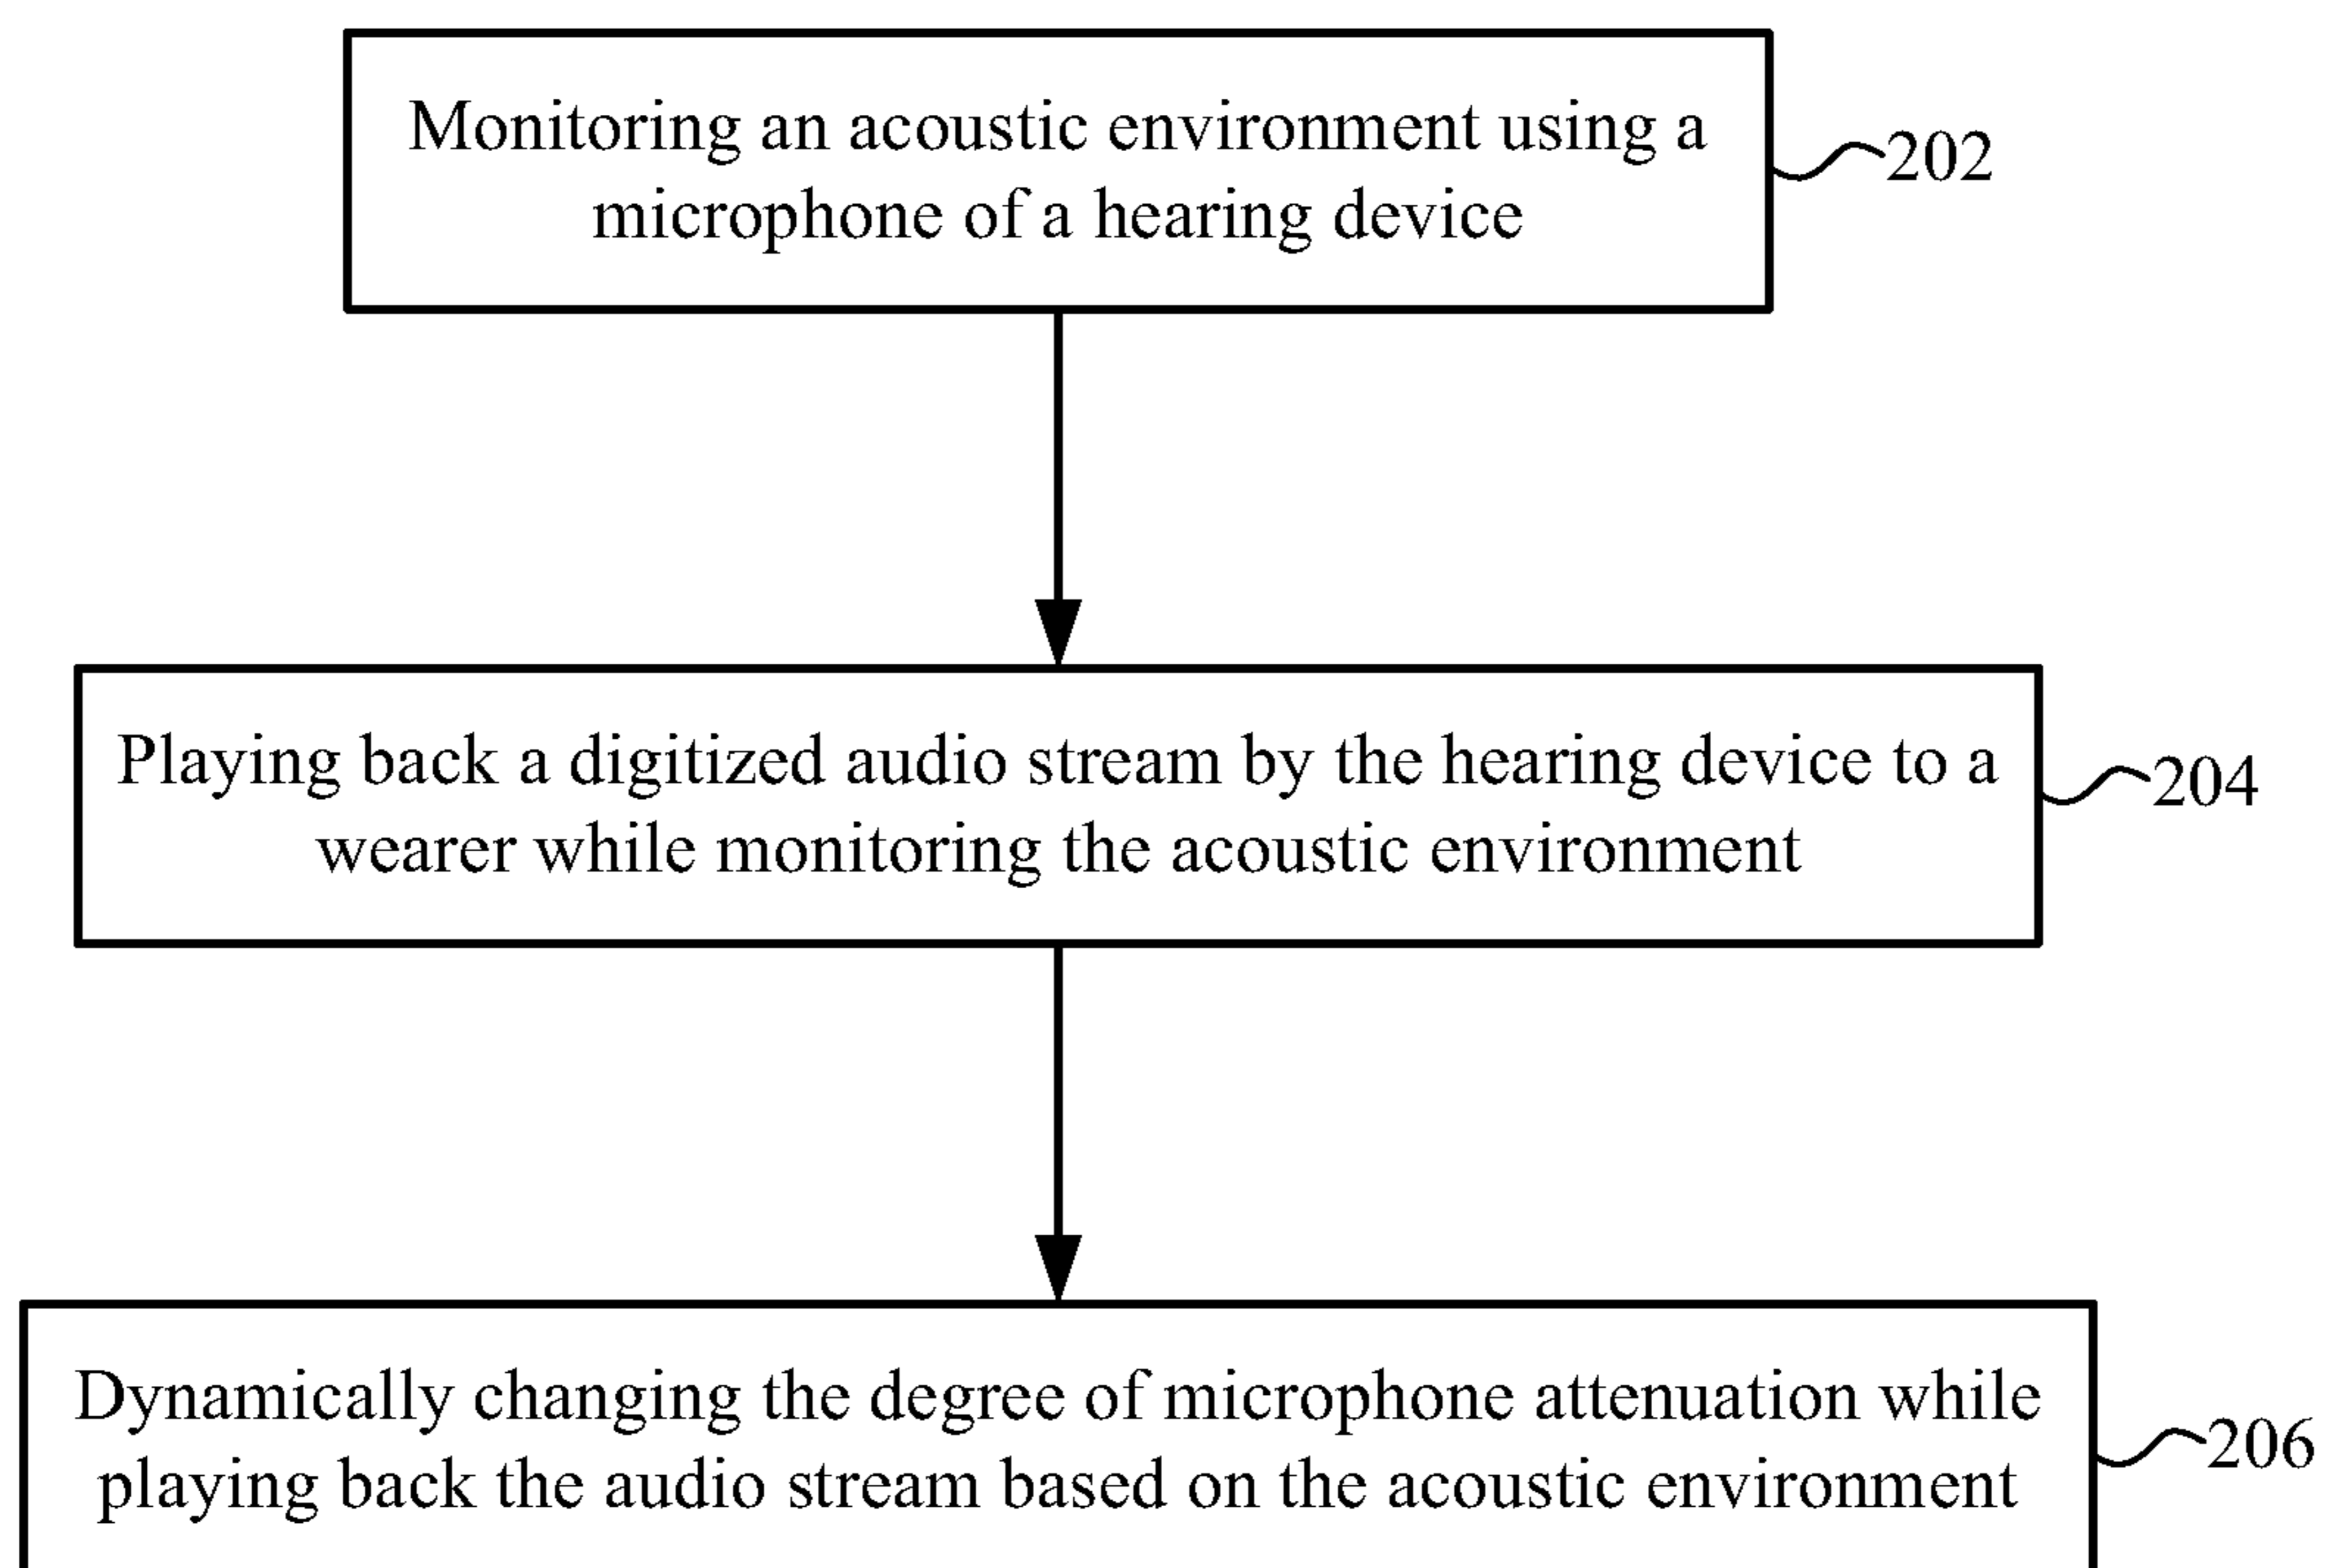 Monitoring an acoustic environment using a
microphone of a hearing device
202
Playing back a digitized audio stream by the hearing device to a
wearer while monitoring the acoustic environment
204
Dynamically changing the degree of microphone attenuation while
playing back the audio stream based on the acoustic environment
206